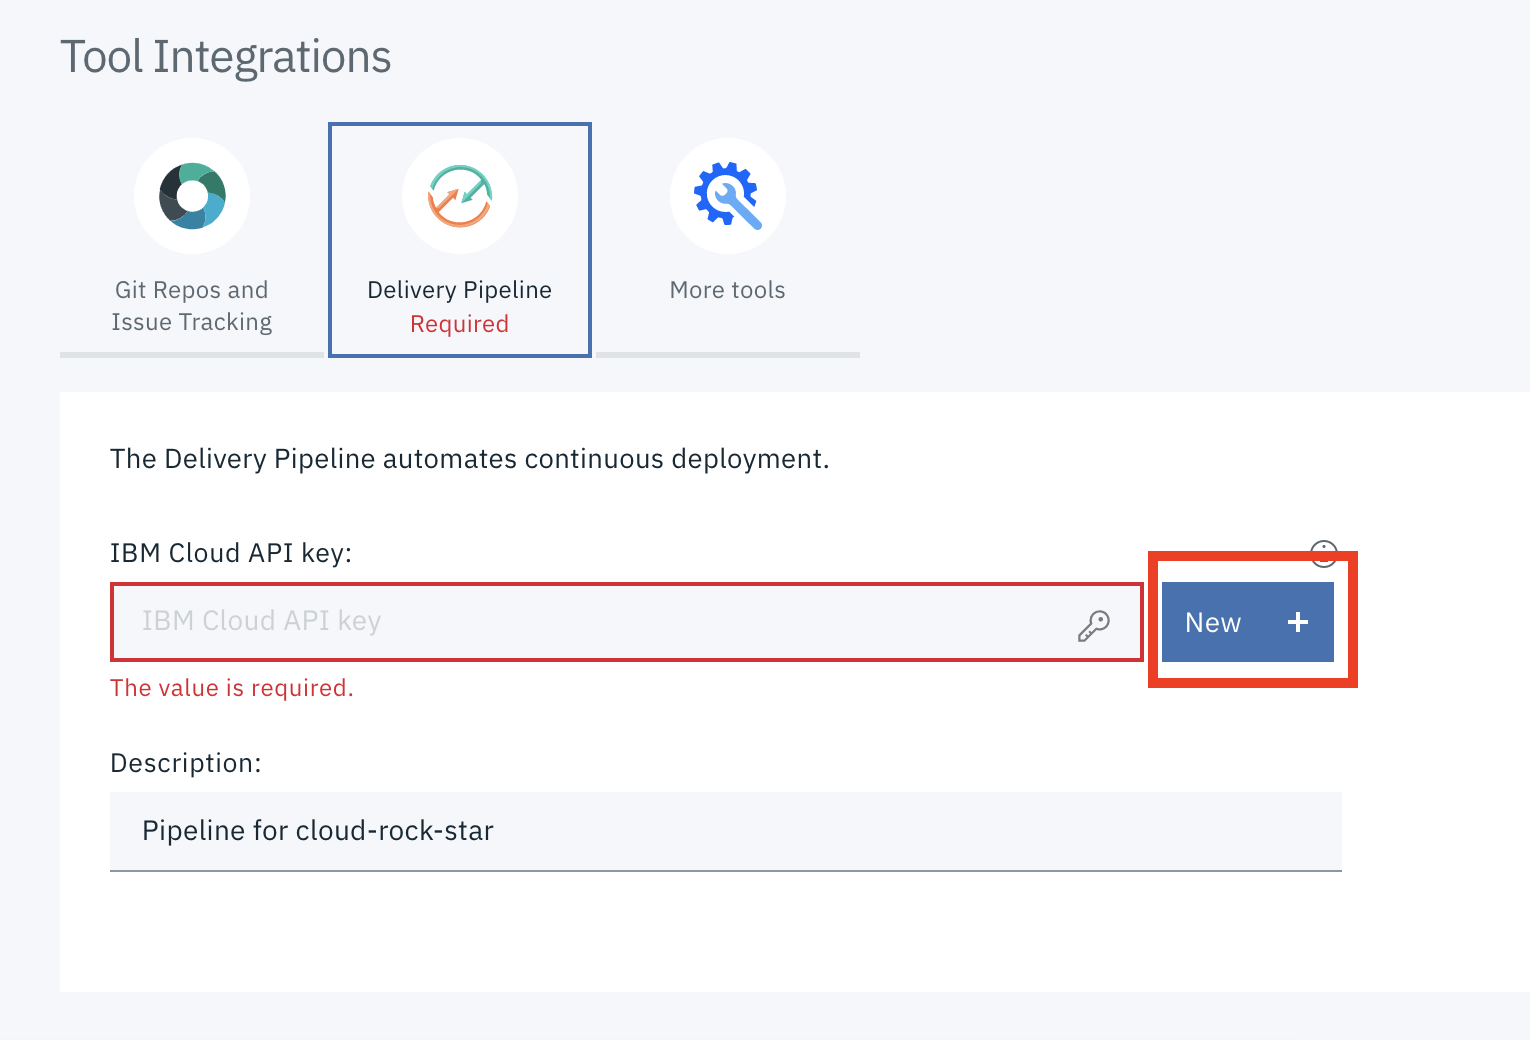 Tool Integrations
Git Repos and
Issue Tracking
Delivery Pipeline
Required
More tools
The Delivery Pipeline automates continuous deployment.
IBM Cloud API key:
IBM Cloud API key
New +
The value is required.
Description:
Pipeline for cloud-rock-star